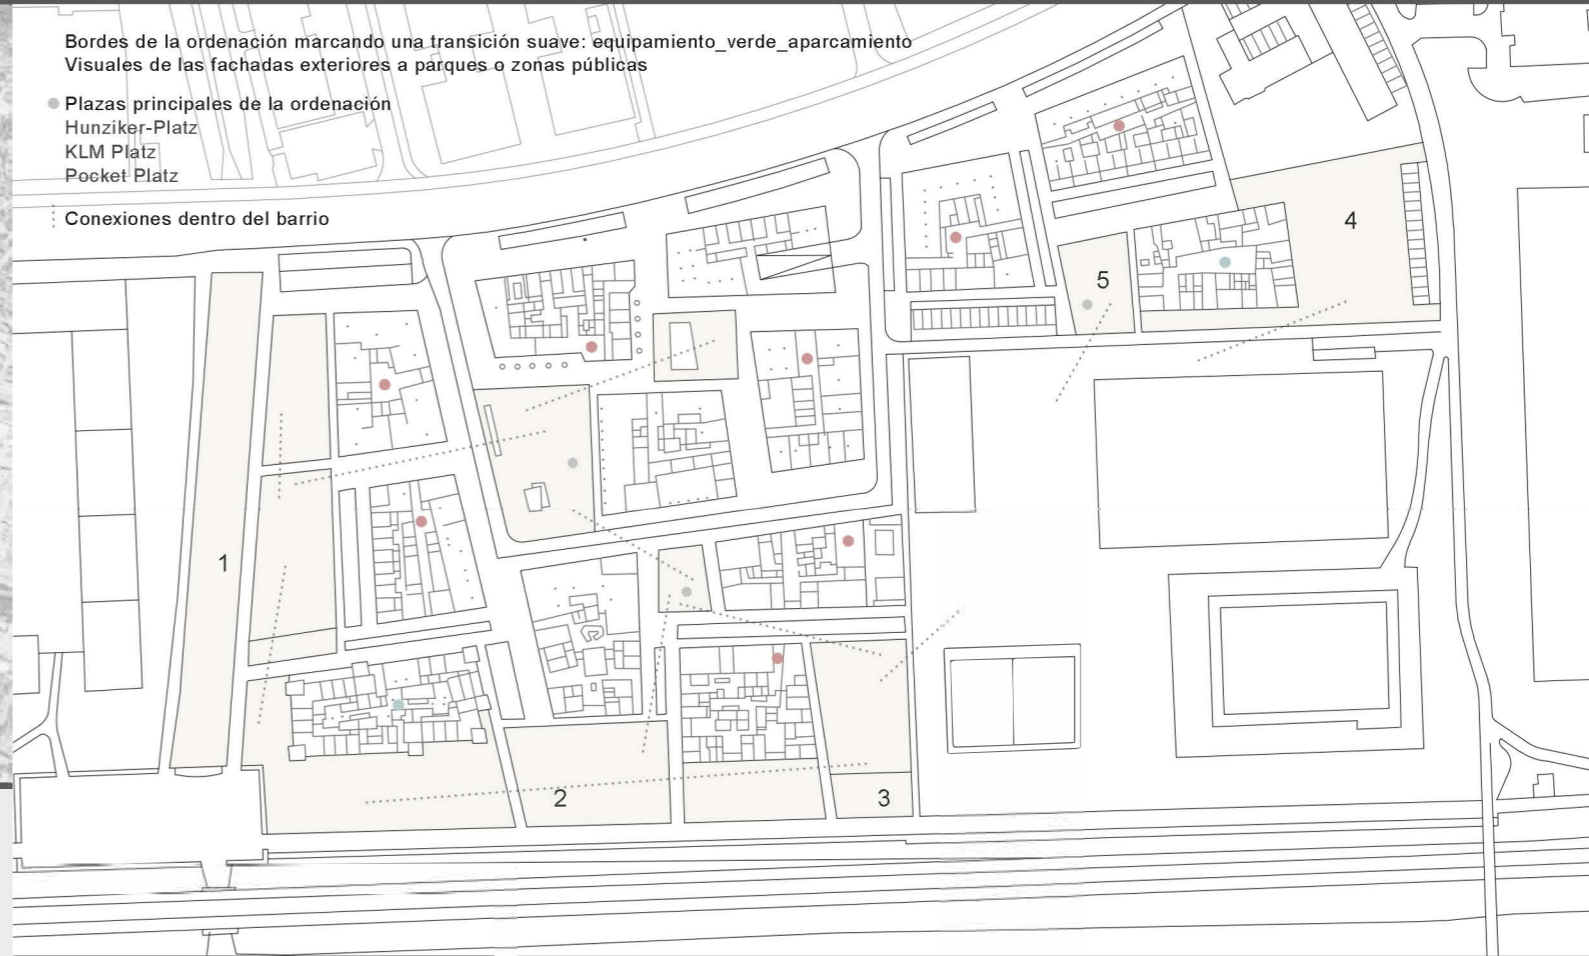 Bordes de la ordenación marcando una transición suave: equipamiento_verde_aparcamiento
Visuales de las fachadas exteriores a parques o zonas públicas
Plazas principales de la ordenación
Hunziker-Platz
KLM Platz
Pocket Platz
Conexiones dentro del barrio
4
5
1
2
3